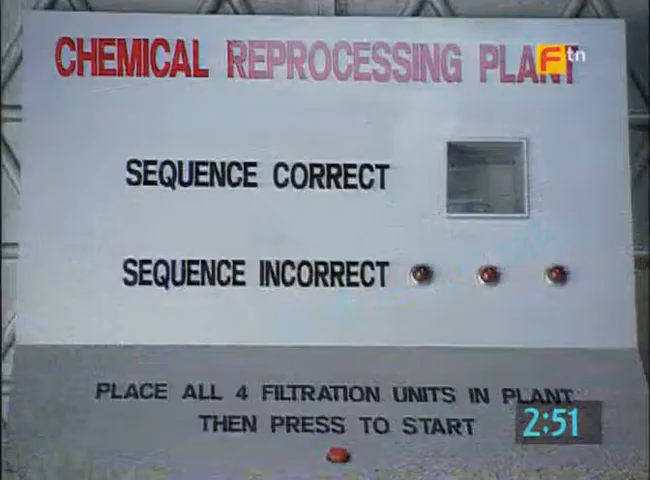 CHEMICAL REPROCESSING PLANT
Ftn
SEQUENCE CORRECT
SEQUENCE INCORRECT
PLACE ALL 4 FILTRATION UNITS IN PLANT
THEN PRESS TO START
2:51